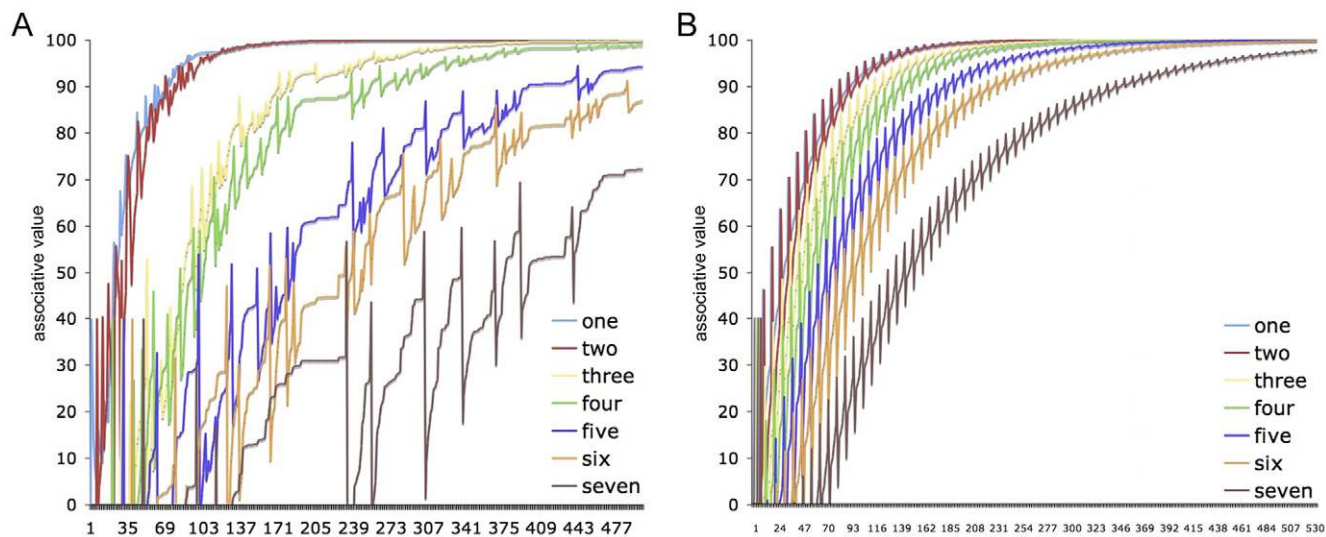 A
associative value
100
90
80
70
60
50
40
30
20
10
0
one
two
three
four
five
six
seven
1 35 69 103 137 171 205 239 273 307 341 375 409 443 477
B
associative value
100
90
80
70
60
50
40
30
20
10
0
one
two
three
four
five
six
seven
1 24 47 70 93 116 139 162 185 208 231 254 277 300 323 346 369 392 415 438 461 484 507 530